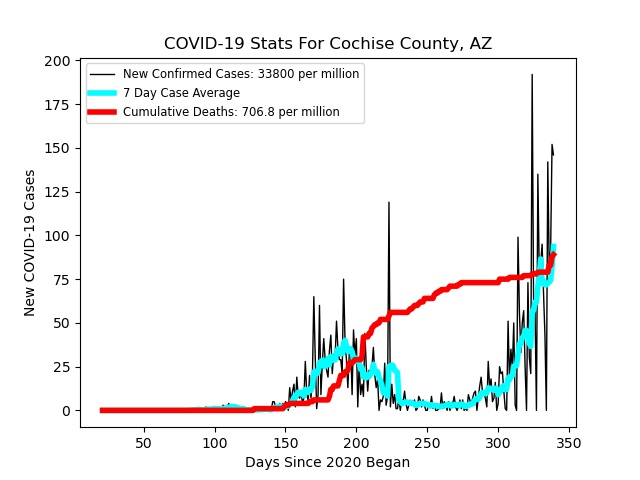 COVID-19 Stats For Cochise County, AZ
New Confirmed Cases: 33800 per million
7 Day Case Average
Cumulative Deaths: 706.8 per million
New COVID-19 Cases
200
175
150
125
100
75
50
25
0
50 100 150 200 250 300 350
Days Since 2020 Began